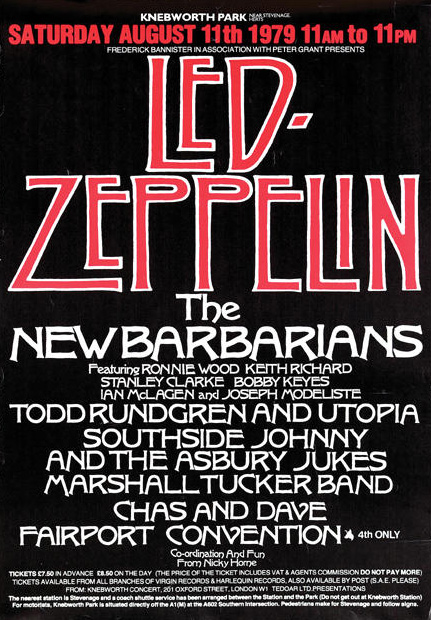 KNEBWORTH PARK NEAR STEVENAGE, HERTS
SATURDAY AUGUST 11th 1979 11AM to 11PM
FREDERICK BANNISTER IN ASSOCIATION WITH PETER GRANT PRESENTS
LED-
ZEPPELIN
The
NEW BARBARIANS
Featuring RONNIE WOOD KEITH RICHARD
STANLEY CLARKE BOBBY KEYES
IAN McLAGEN and JOSEPH MODELISTE
TODD RUNDGREN AND UTOPIA
SOUTHSIDE JOHNNY
AND THE ASBURY JUKES
MARSHALL TUCKER BAND
CHAS AND DAVE
FAIRPORT CONVENTION 4th ONLY
Co-ordination And Fun
From Nicky Horne
TICKETS £7.50 IN ADVANCE £8.50 ON THE DAY (THE PRICE OF THE TICKET INCLUDES VAT & AGENTS COMMISSION DO NOT PAY MORE)
TICKETS AVAILABLE FROM ALL BRANCHES OF VIRGIN RECORDS & HARLEQUIN RECORDS, ALSO AVAILABLE BY POST (S.A.E. PLEASE)
FROM: KNEBWORTH CONCERT, 201 OXFORD STREET, LONDON W1 TEDOAR LTD. PRESENTATIONS
The nearest station is Stevenage and a coach shuttle service has been arranged between the Station and the Park (Do not get out at Knebworth Station)
For motorists, Knebworth Park is situated directly off the A1(M) at the A602 Southern Intersection. Pedestrians make for Stevenage and follow signs.